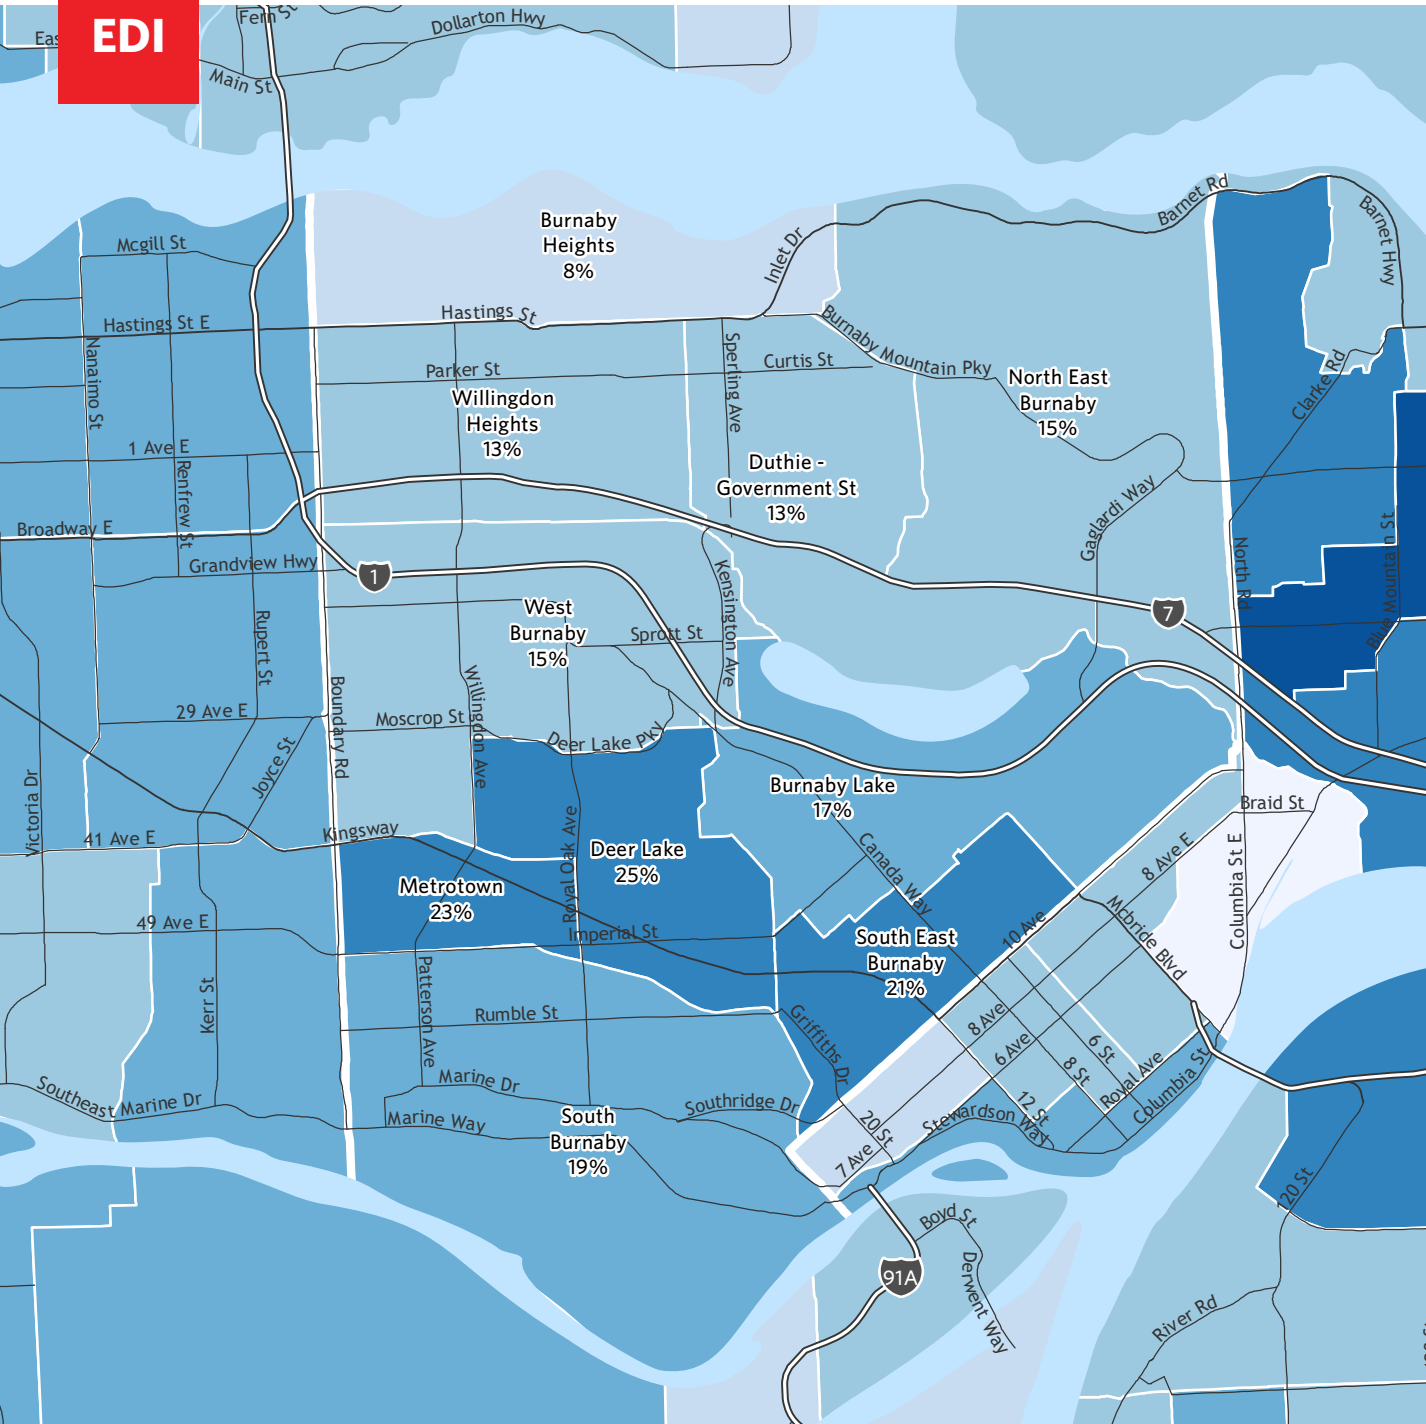 EDI
Fern St
Dollarton Hwy
Main St
Barnet Rd
Barnet Hwy
Burnaby
Heights
8%
Inlet Dr
Mcgill St
Hastings St
Hastings St E
Nanaimo St
Sperling Ave
Burnaby Mountain Pky
Curtis St
Parker St
North East
Burnaby
15%
Clarke Rd
Willingdon
Heights
13%
1 Ave E
Renfrew St
Duthie -
Government St
13%
Gaglardi Way
Broadway E
Grandview Hwy
1
North Rd
Blue Mountain St
Kensington Ave
7
Rupert St
West
Burnaby
15%
Sprott St
Boundary Rd
Willingdon Ave
29 Ave E
Moscrop St
Deer Lake Pky
Joyce St
Victoria Dr
Burnaby Lake
17%
Braid St
41 Ave E
Kingsway
Royal Oak Ave
Deer Lake
25%
Canada Way
8 Ave E
Columbia St E
Metrotown
23%
49 Ave E
Imperial St
10 Ave
Mcbride Blvd
South East
Burnaby
21%
Kerr St
Patterson Ave
Rumble St
Griffiths Dr
8 Ave
6 Ave
6 St
8 St
Royal Ave
Columbia St
Southeast Marine Dr
Marine Dr
Marine Way
Southridge Dr
12 St
20 St
Stewardson Way
7 Ave
South
Burnaby
19%
120 St
Boyd St
Derwent Way
91A
River Rd